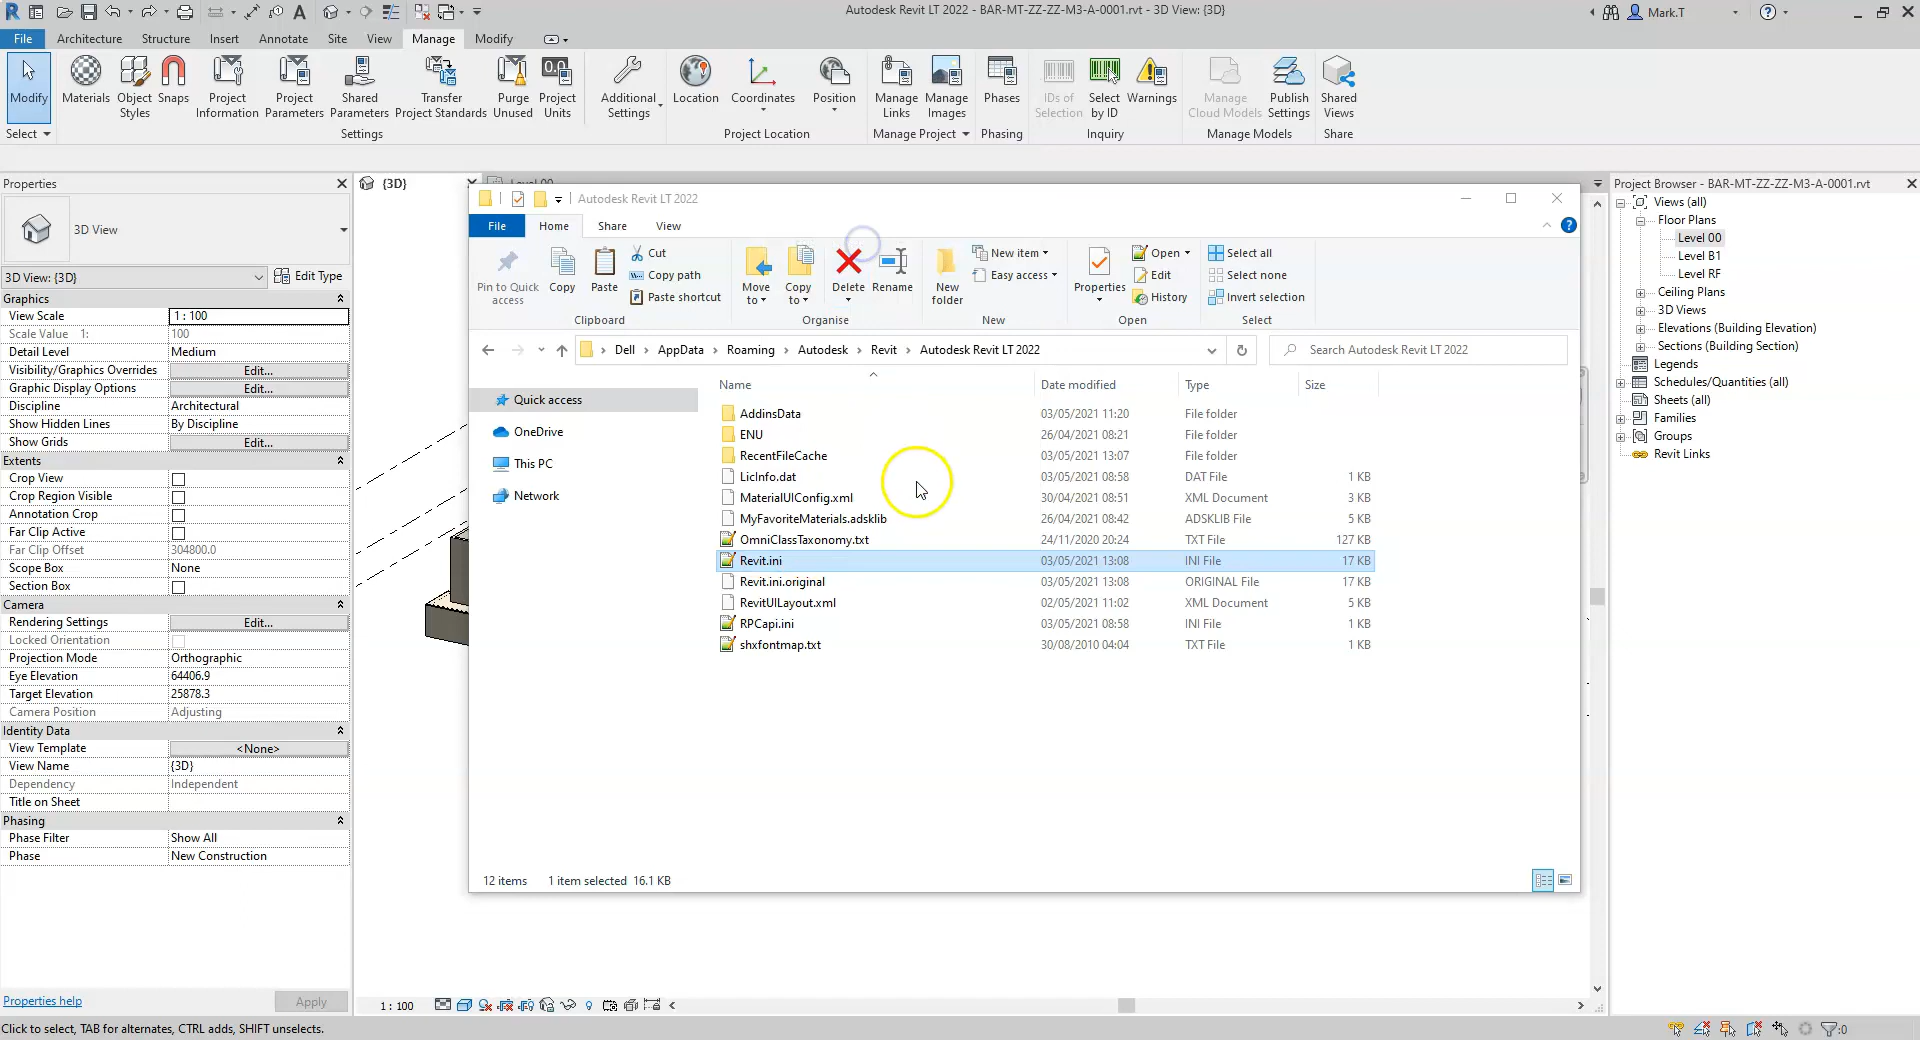 Autodesk Revit LT 2022 - BAR-MT-ZZ-ZZ-M3-A-0001.rvt - 3D View: {3D}
Mark.T
File Architecture Structure Insert Annotate Site View Manage Modify
Modify
Materials
Object Styles
Snaps
Project Information
Project Parameters
Shared Parameters
Transfer Project Standards
Purge Unused
Project Units
Additional Settings
Location
Coordinates
Position
Manage Links
Manage Images
Phases
IDs of Selection
Select by ID
Warnings
Manage Cloud Models
Publish Settings
Shared Views
Select
Settings
Project Location
Manage Project
Phasing
Inquiry
Manage Models
Share
Properties
3D View
3D View: {3D}
Edit Type
Graphics
View Scale 1 : 100
Scale Value 1: 100
Detail Level Medium
Visibility/Graphics Overrides Edit...
Graphic Display Options Edit...
Discipline Architectural
Show Hidden Lines By Discipline
Show Grids Edit...
Extents
Crop View
Crop Region Visible
Annotation Crop
Far Clip Active
Far Clip Offset 304800.0
Scope Box None
Section Box
Camera
Rendering Settings Edit...
Locked Orientation
Projection Mode Orthographic
Eye Elevation 64406.9
Target Elevation 25878.3
Camera Position Adjusting
Identity Data
View Template <None>
View Name {3D}
Dependency Independent
Title on Sheet
Phasing
Phase Filter Show All
Phase New Construction
Properties help
Apply
{3D}
Autodesk Revit LT 2022
File Home Share View
Pin to Quick access
Copy
Paste
Cut
Copy path
Paste shortcut
Move to
Copy to
Delete
Rename
New folder
New item
Easy access
Properties
Open
Edit
History
Select all
Select none
Invert selection
Clipboard
Organise
New
Open
Select
Dell > AppData > Roaming > Autodesk > Revit > Autodesk Revit LT 2022
Search Autodesk Revit LT 2022
Quick access
OneDrive
This PC
Network
Name Date modified Type Size
AddinsData 03/05/2021 11:20 File folder
ENU 26/04/2021 08:21 File folder
RecentFileCache 03/05/2021 13:07 File folder
LicInfo.dat 03/05/2021 08:58 DAT File 1 KB
MaterialUIConfig.xml 30/04/2021 08:51 XML Document 3 KB
MyFavoriteMaterials.adsklib 26/04/2021 08:42 ADSKLIB File 5 KB
OmniClassTaxonomy.txt 24/11/2020 20:24 TXT File 127 KB
Revit.ini 03/05/2021 13:08 INI File 17 KB
Revit.ini.original 03/05/2021 13:08 ORIGINAL File 17 KB
RevitUILayout.xml 02/05/2021 11:02 XML Document 5 KB
RPCapi.ini 03/05/2021 08:58 INI File 1 KB
shxfontmap.txt 30/08/2010 04:04 TXT File 1 KB
12 items 1 item selected 16.1 KB
Project Browser - BAR-MT-ZZ-ZZ-M3-A-0001.rvt
Views (all)
Floor Plans
Level 00
Level B1
Level RF
Ceiling Plans
3D Views
Elevations (Building Elevation)
Sections (Building Section)
Legends
Schedules/Quantities (all)
Sheets (all)
Families
Groups
Revit Links
1 : 100
Click to select, TAB for alternates, CTRL adds, SHIFT unselects.
:0